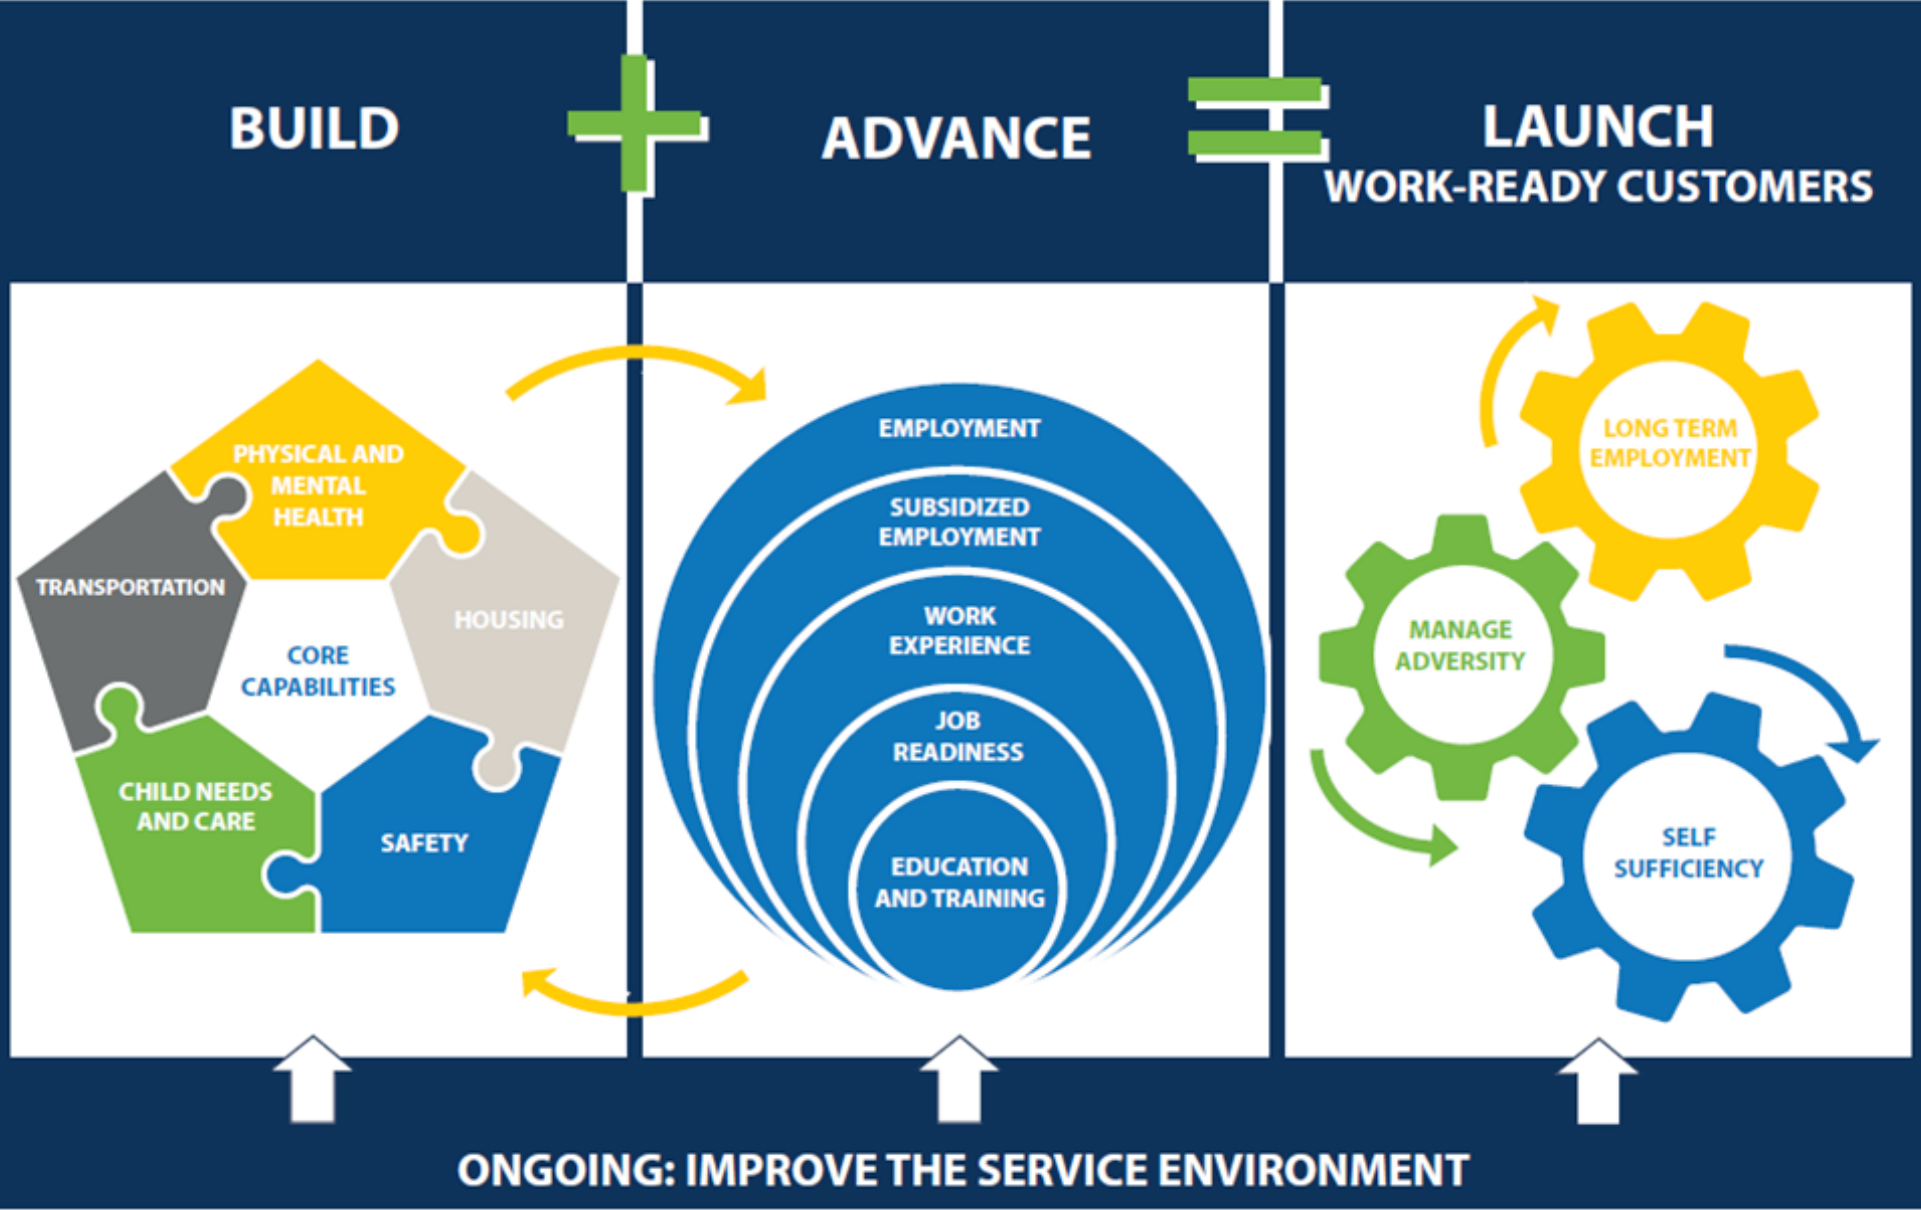 BUILD
ADVANCE
LAUNCH
WORK-READY CUSTOMERS
PHYSICAL AND
MENTAL
HEALTH
TRANSPORTATION
HOUSING
CORE
CAPABILITIES
CHILD NEEDS
AND CARE
SAFETY
EMPLOYMENT
SUBSIDIZED
EMPLOYMENT
WORK
EXPERIENCE
JOB
READINESS
EDUCATION
AND TRAINING
LONG TERM
EMPLOYMENT
MANAGE
ADVERSITY
SELF
SUFFICIENCY
ONGOING: IMPROVE THE SERVICE ENVIRONMENT